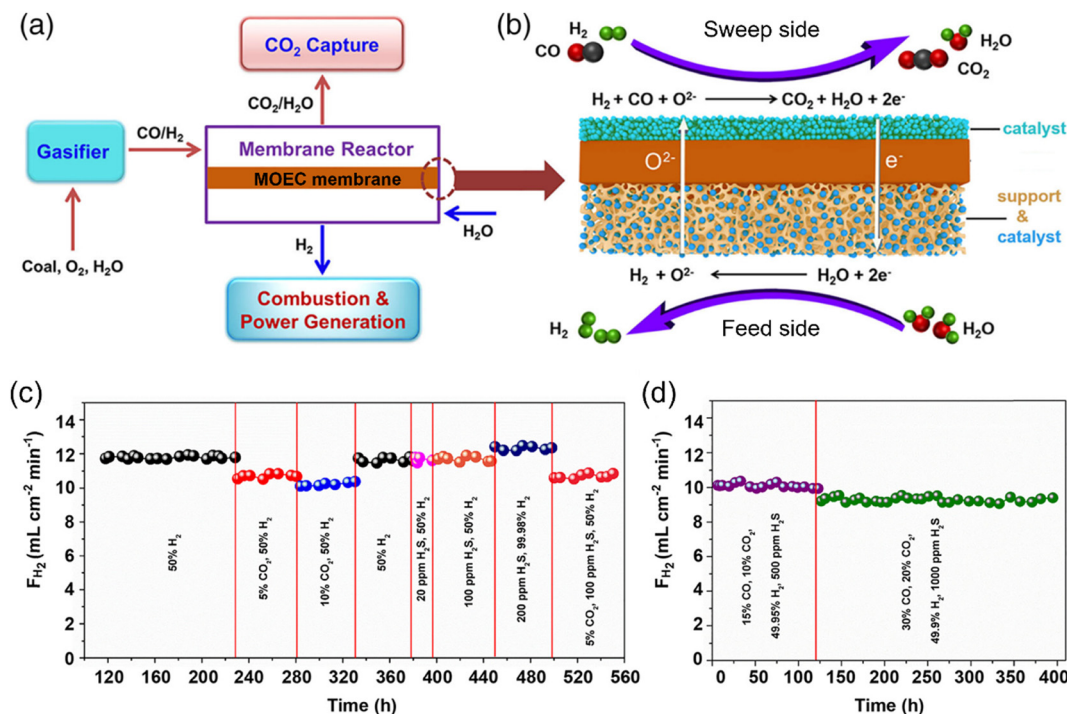 (a)
CO₂ Capture
CO₂/H₂O
CO/H₂
Gasifier
Membrane Reactor
MOEC membrane
H₂O
H₂
Coal, O₂, H₂O
Combustion &
Power Generation
(b)
Sweep side
H₂
CO
H₂O
CO₂
H₂ + CO + O²⁻ → CO₂ + H₂O + 2e⁻
catalyst
O²⁻
e⁻
support
&
catalyst
H₂ + O²⁻ ← H₂O + 2e⁻
H₂
Feed side
H₂O
(c)
F_H₂ (mL cm⁻² min⁻¹)
14
12
10
8
6
4
2
0
50% H₂
5% CO₂, 50% H₂
10% CO₂, 50% H₂
50% H₂
20 ppm H₂S, 50% H₂
100 ppm H₂S, 50% H₂
200 ppm H₂S, 99.98% H₂
5% CO₂, 100 ppm H₂S, 50% H₂
120 160 200 240 280 360 400 440 480 520 560
Time (h)
(d)
F_H₂ (mL cm⁻² min⁻¹)
14
12
10
8
6
4
2
0
15% CO, 10% CO₂,
49.95% H₂, 500 ppm H₂S
30% CO, 20% CO₂,
49.9% H₂, 1000 ppm H₂S
0 50 100 150 200 250 300 350 400
Time (h)